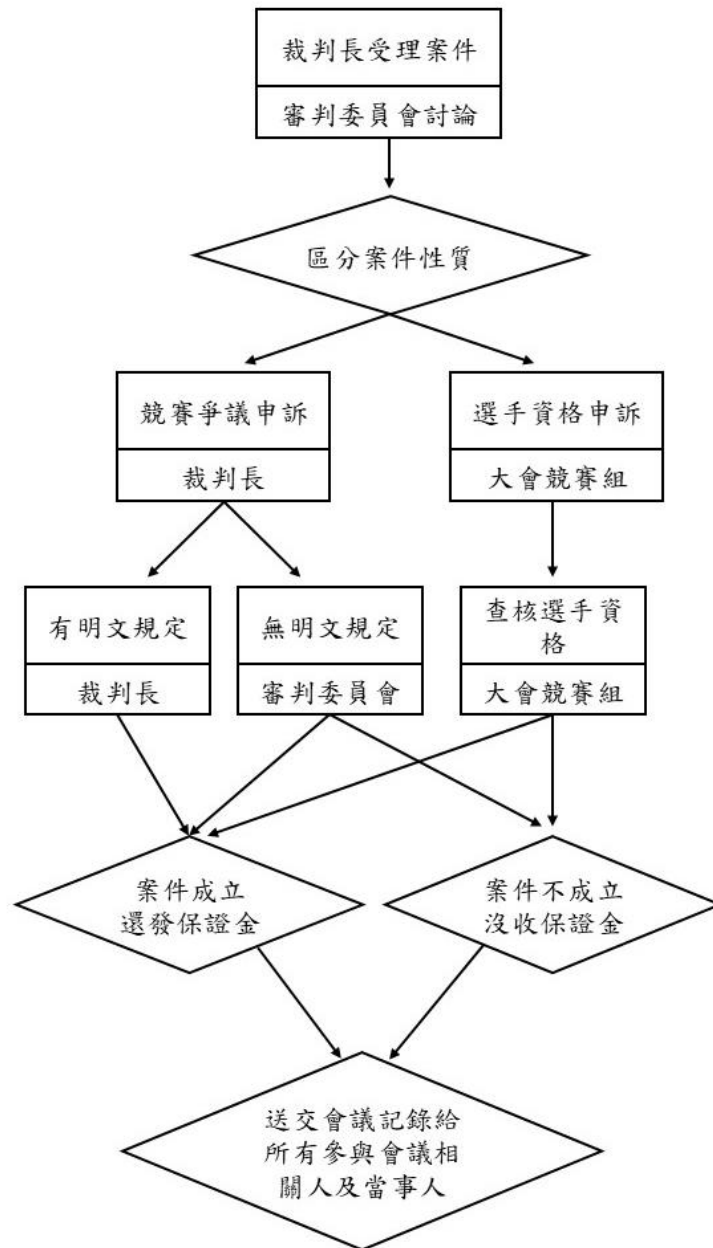 裁判長受理案件
審判委員會討論
區分案件性質
競賽爭議申訴
裁判長
選手資格申訴
大會競賽組
有明文規定
裁判長
無明文規定
審判委員會
查核選手資
格
大會競賽組
案件成立
還發保證金
案件不成立
沒收保證金
送交會議記錄給
所有參與會議相
關人及當事人